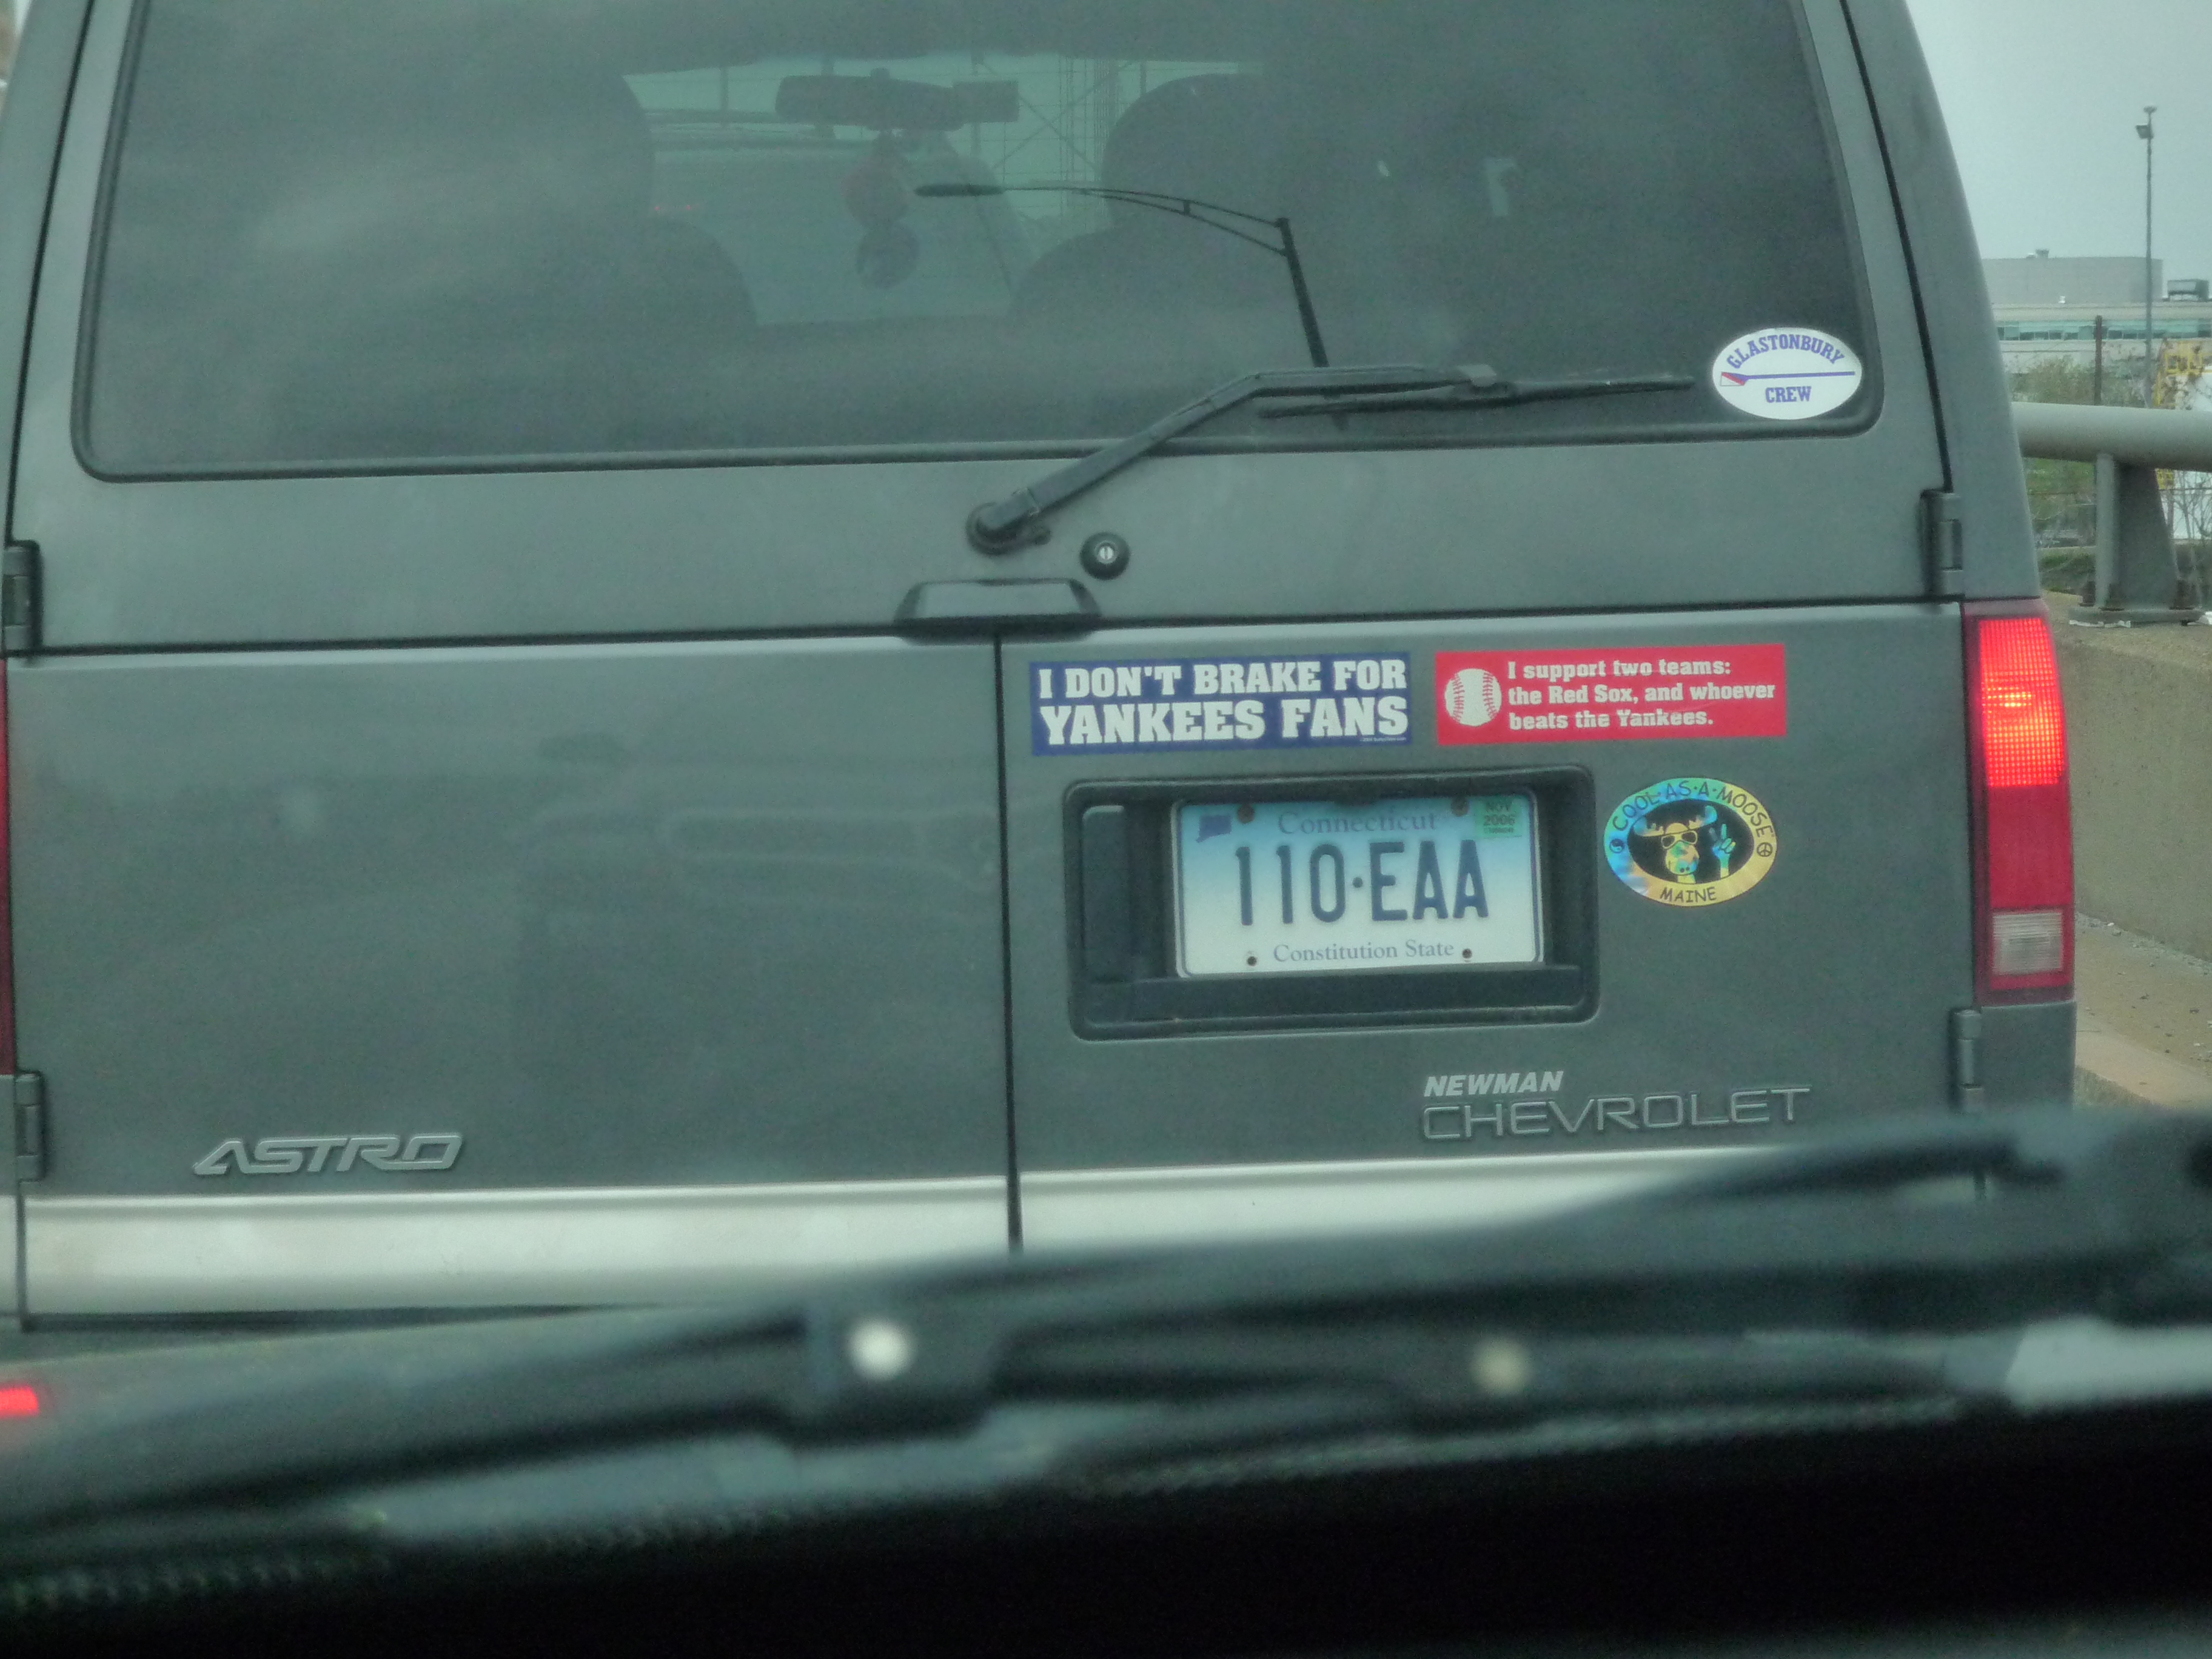 GLASTONBURY
CREW
I DON'T BRAKE FOR
YANKEES FANS
I support two teams:
the Red Sox, and whoever
beats the Yankees.
Connecticut
NOV
2006
110·EAA
Constitution State
COOL·AS·A·MOOSE
MAINE
NEWMAN
CHEVROLET
ASTRO